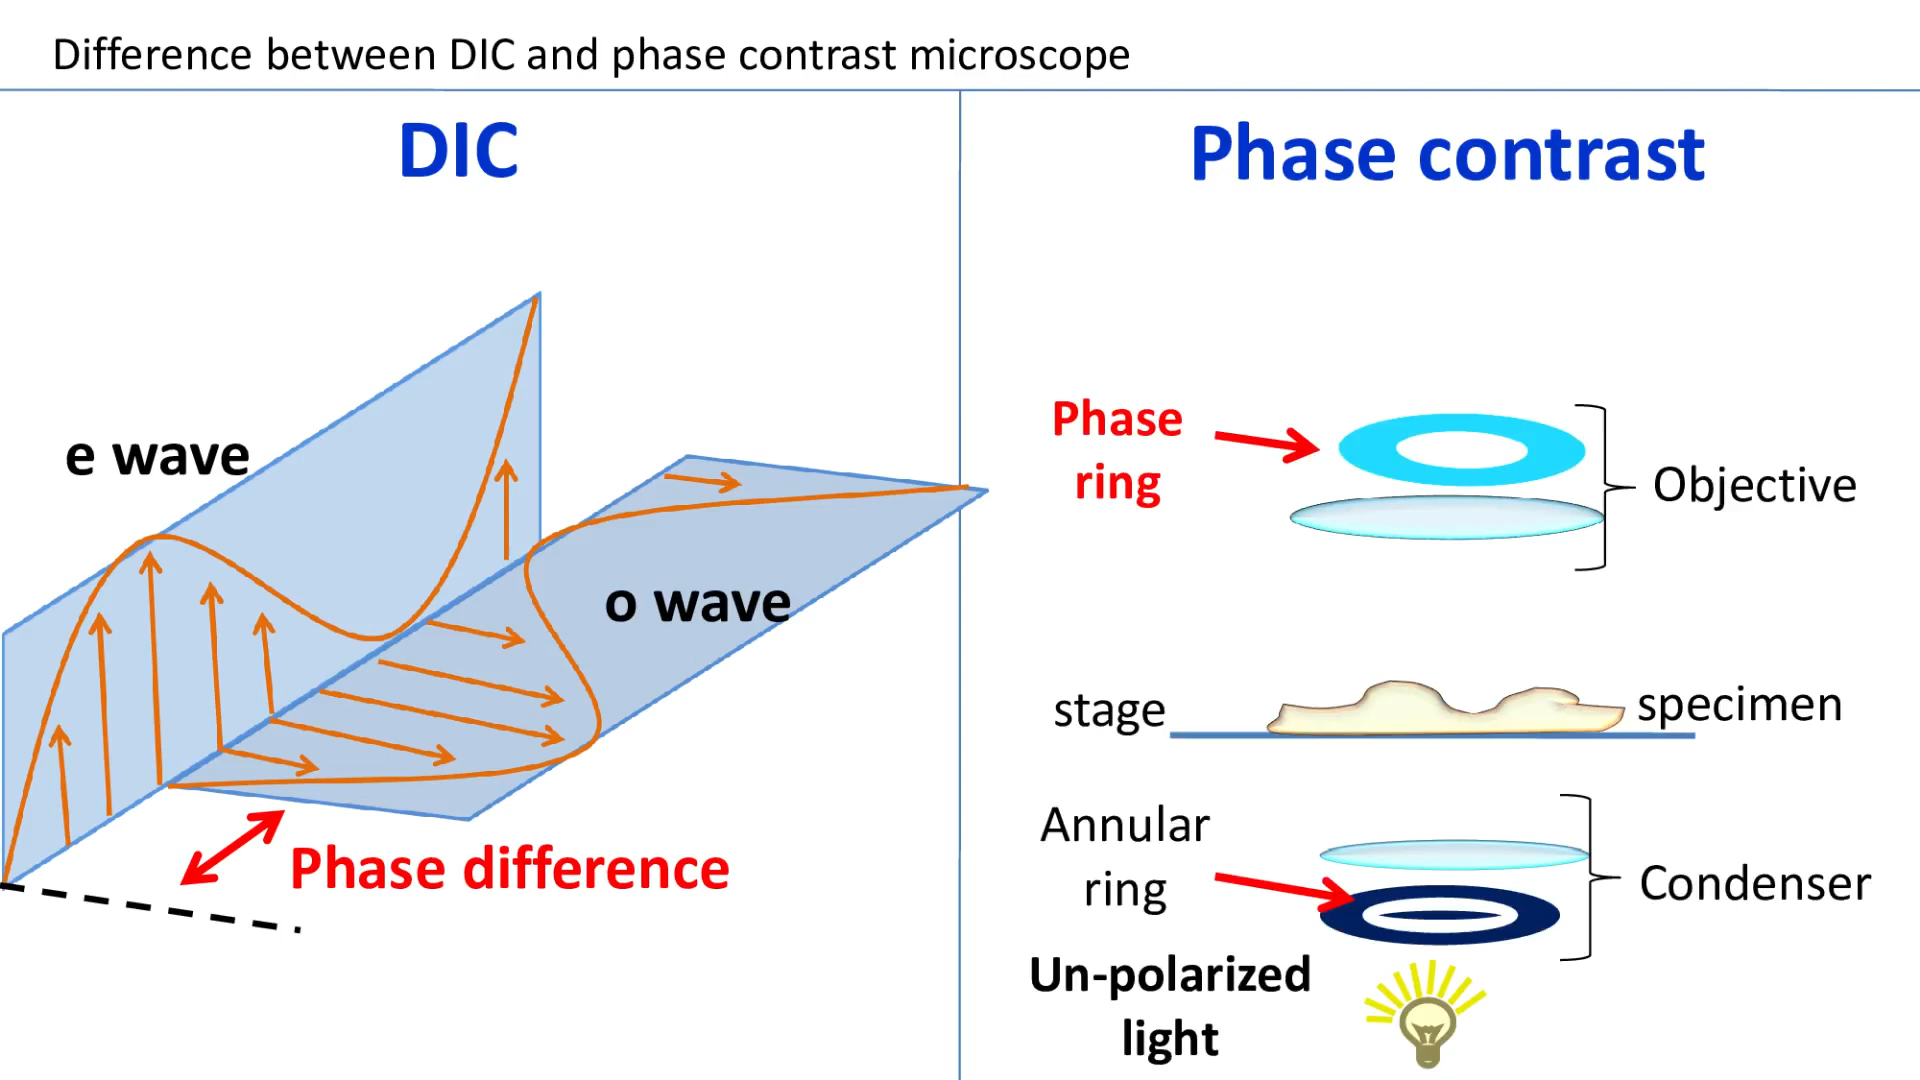 Difference between DIC and phase contrast microscope
DIC
e wave
o wave
Phase difference
Phase contrast
Phase
ring
Objective
stage
specimen
Annular
ring
Condenser
Un-polarized
light